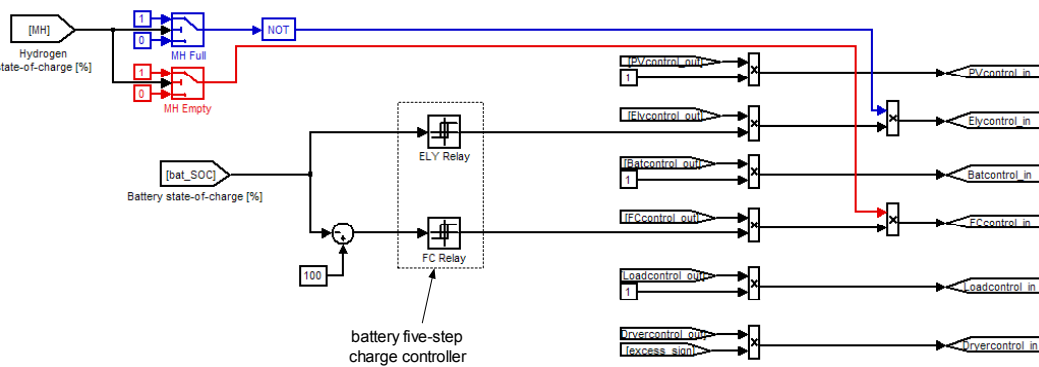 1
[MH]
0
NOT
MH Full
Hydrogen
state-of-charge [%]
1
0
MH Empty
[PVcontrol_out]
1
PVcontrol_in
[Elycontrol_out]
Elycontrol_in
ELY Relay
[bat_SOC]
Battery state-of-charge [%]
[Batcontrol_out]
1
Batcontrol_in
[FCcontrol_out]
FCcontrol_in
FC Relay
100
[Loadcontrol_out]
1
Loadcontrol_in
battery five-step
charge controller
Dryercontrol_out]
[excess_sign]
Dryercontrol_in